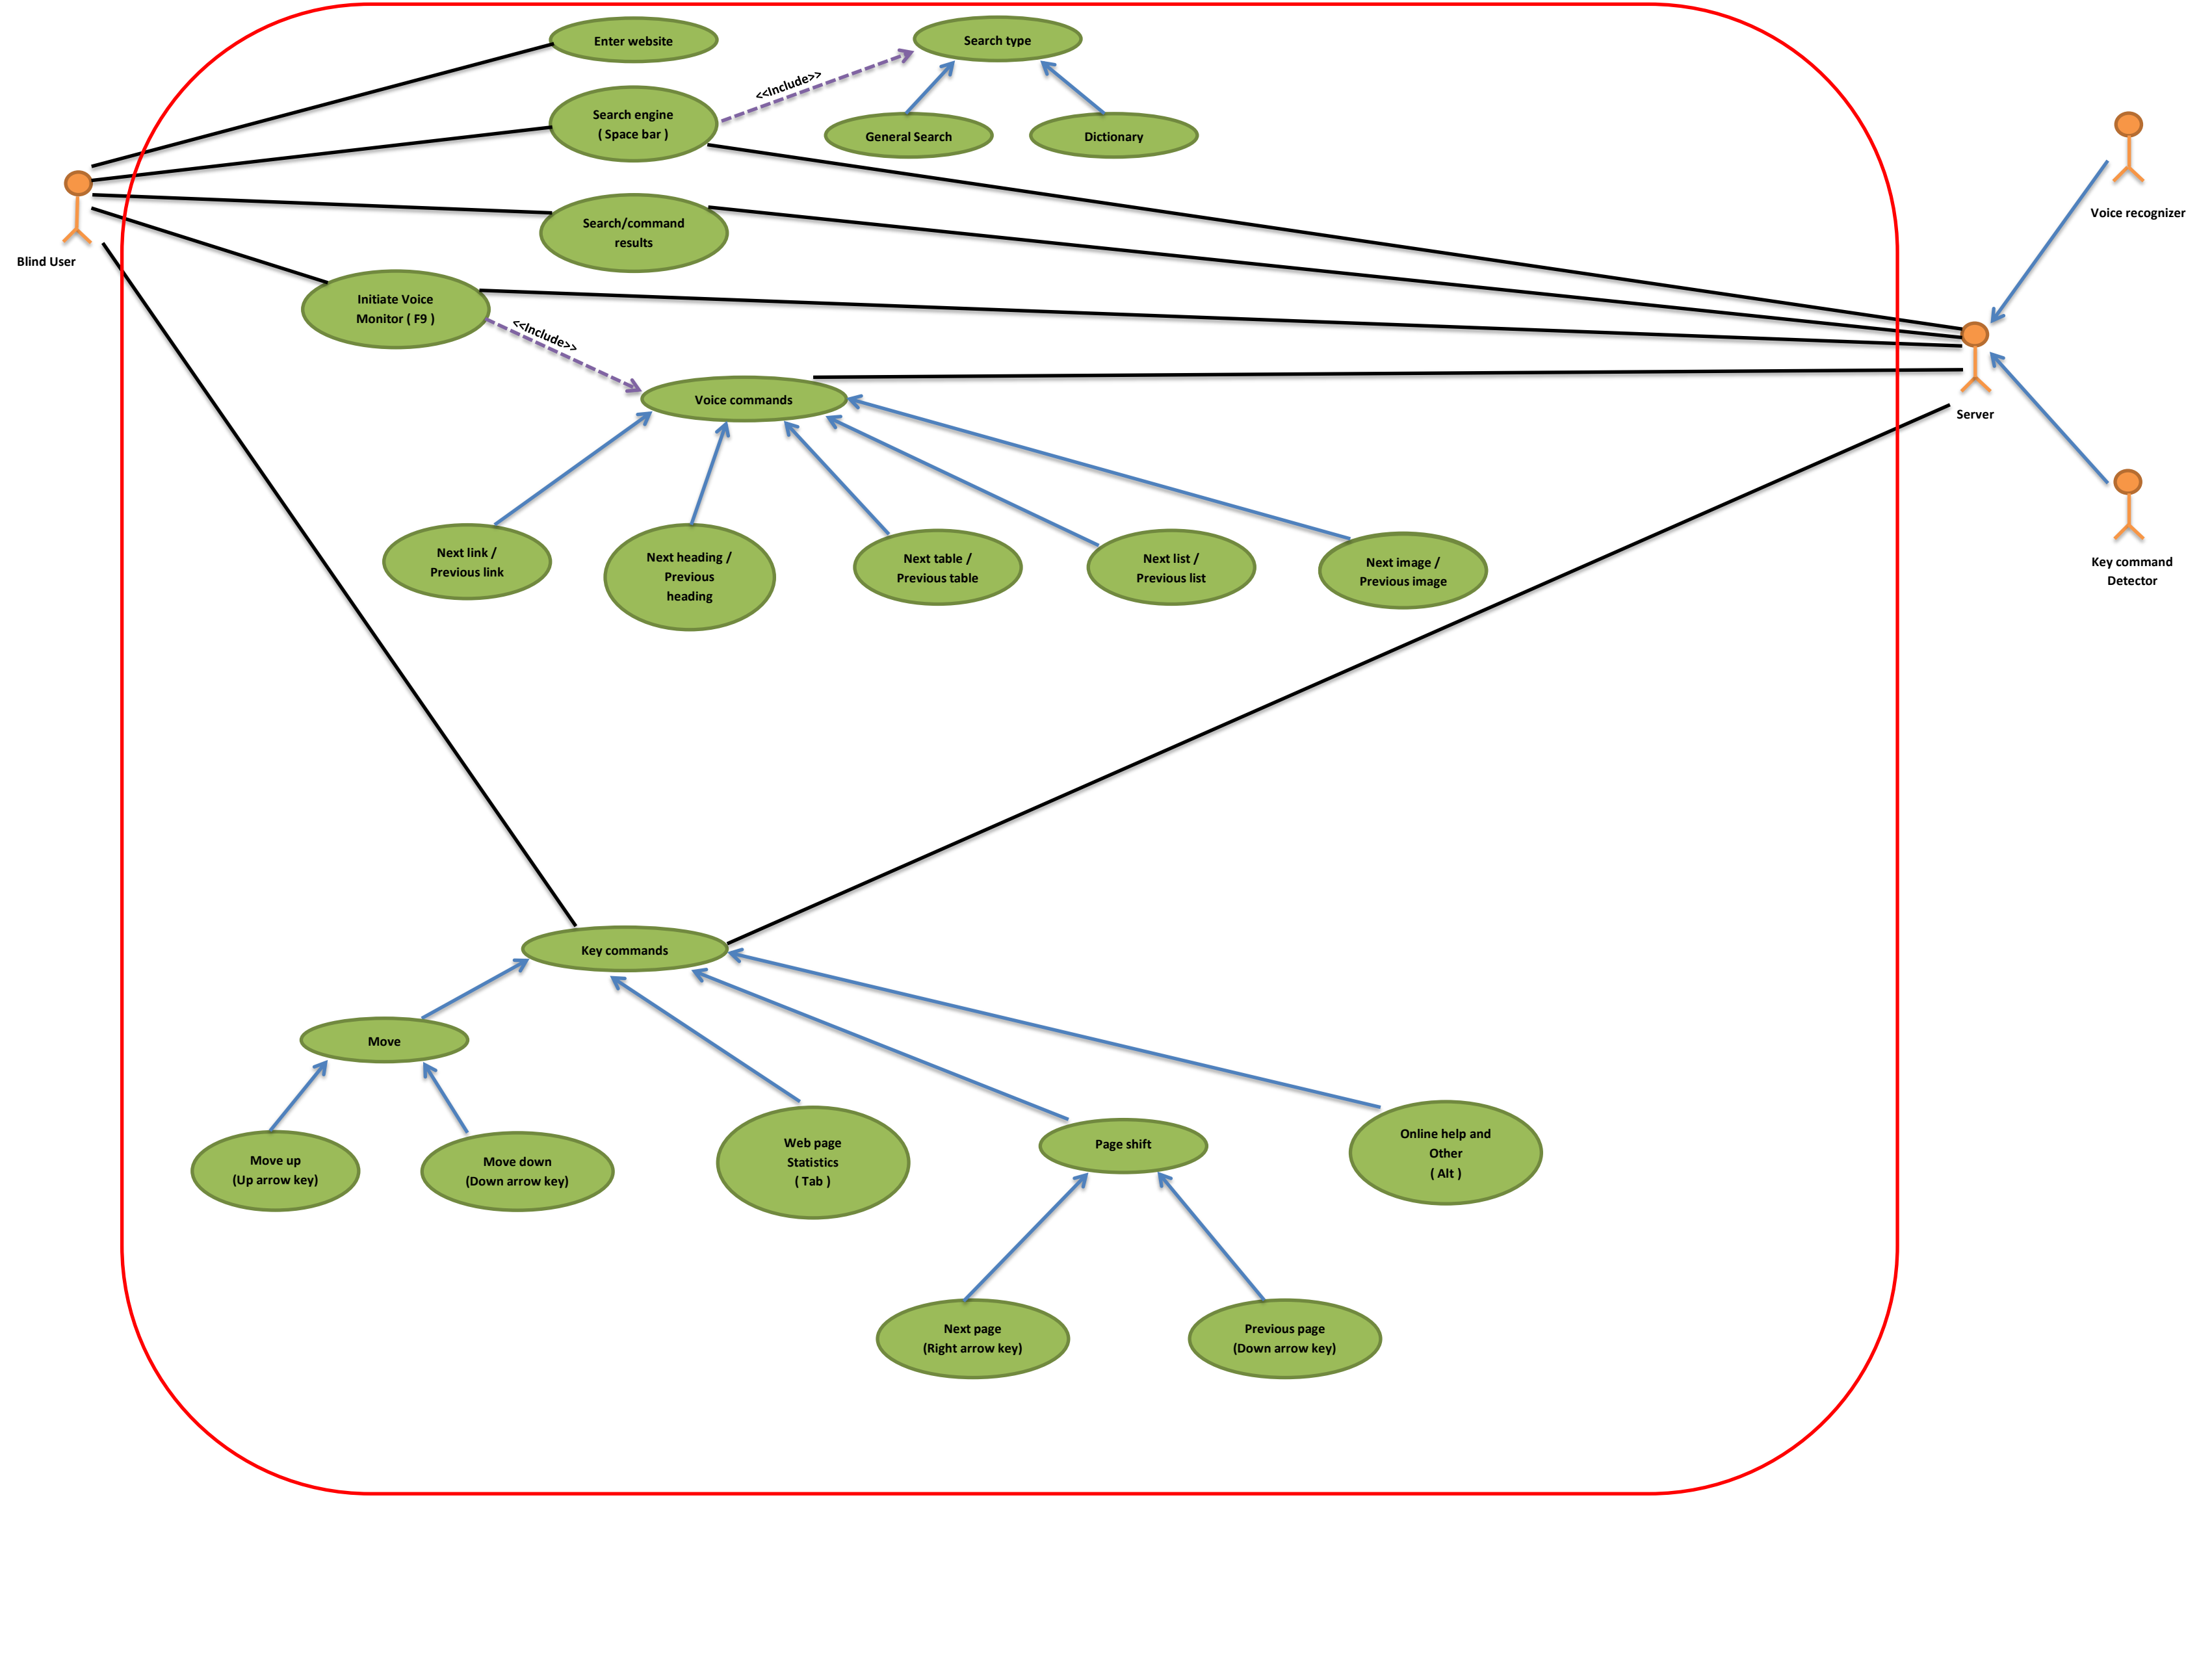 Enter website
Search type
<<Include>>
Search engine
( Space bar )
General Search
Dictionary
Voice recognizer
Search/command
results
Blind User
Initiate Voice
Monitor ( F9 )
<<Include>>
Voice commands
Server
Next link /
Previous link
Next heading /
Previous
heading
Next table /
Previous table
Next list /
Previous list
Next image /
Previous image
Key command
Detector
Key commands
Move
Move up
(Up arrow key)
Move down
(Down arrow key)
Web page
Statistics
( Tab )
Page shift
Online help and
Other
( Alt )
Next page
(Right arrow key)
Previous page
(Down arrow key)